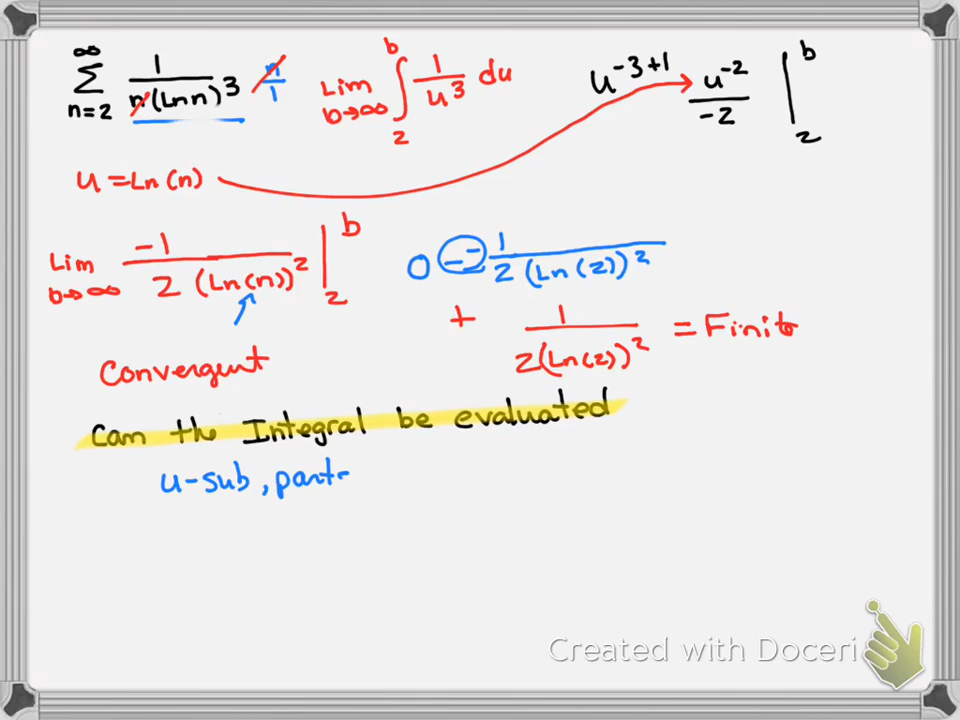 ∞ Σ n=2 1/(n(Ln n)^3) n/1 Lim b→∞ ∫ 2 b 1/u^3 du u^-3+1 → u^-2/-2 | 2 b
u = Ln(n)
Lim b→∞ -1/(2(Ln(n))^2) | 2 b 0 - - 1/(2(Ln(2))^2)
+ 1/(2(Ln(2))^2) = Finite
Convergent
Can the Integral be evaluated
u-sub, parts
Created with Doceri